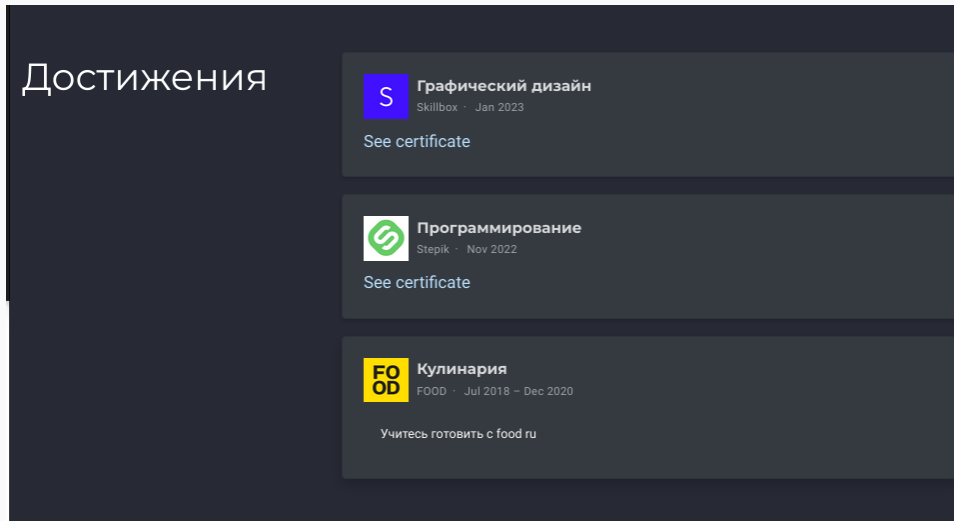 Достижения
S
Графический дизайн
Skillbox · Jan 2023
See certificate
Программирование
Stepik · Nov 2022
See certificate
FO
OD
Кулинария
FOOD · Jul 2018 – Dec 2020
Учитесь готовить с food ru